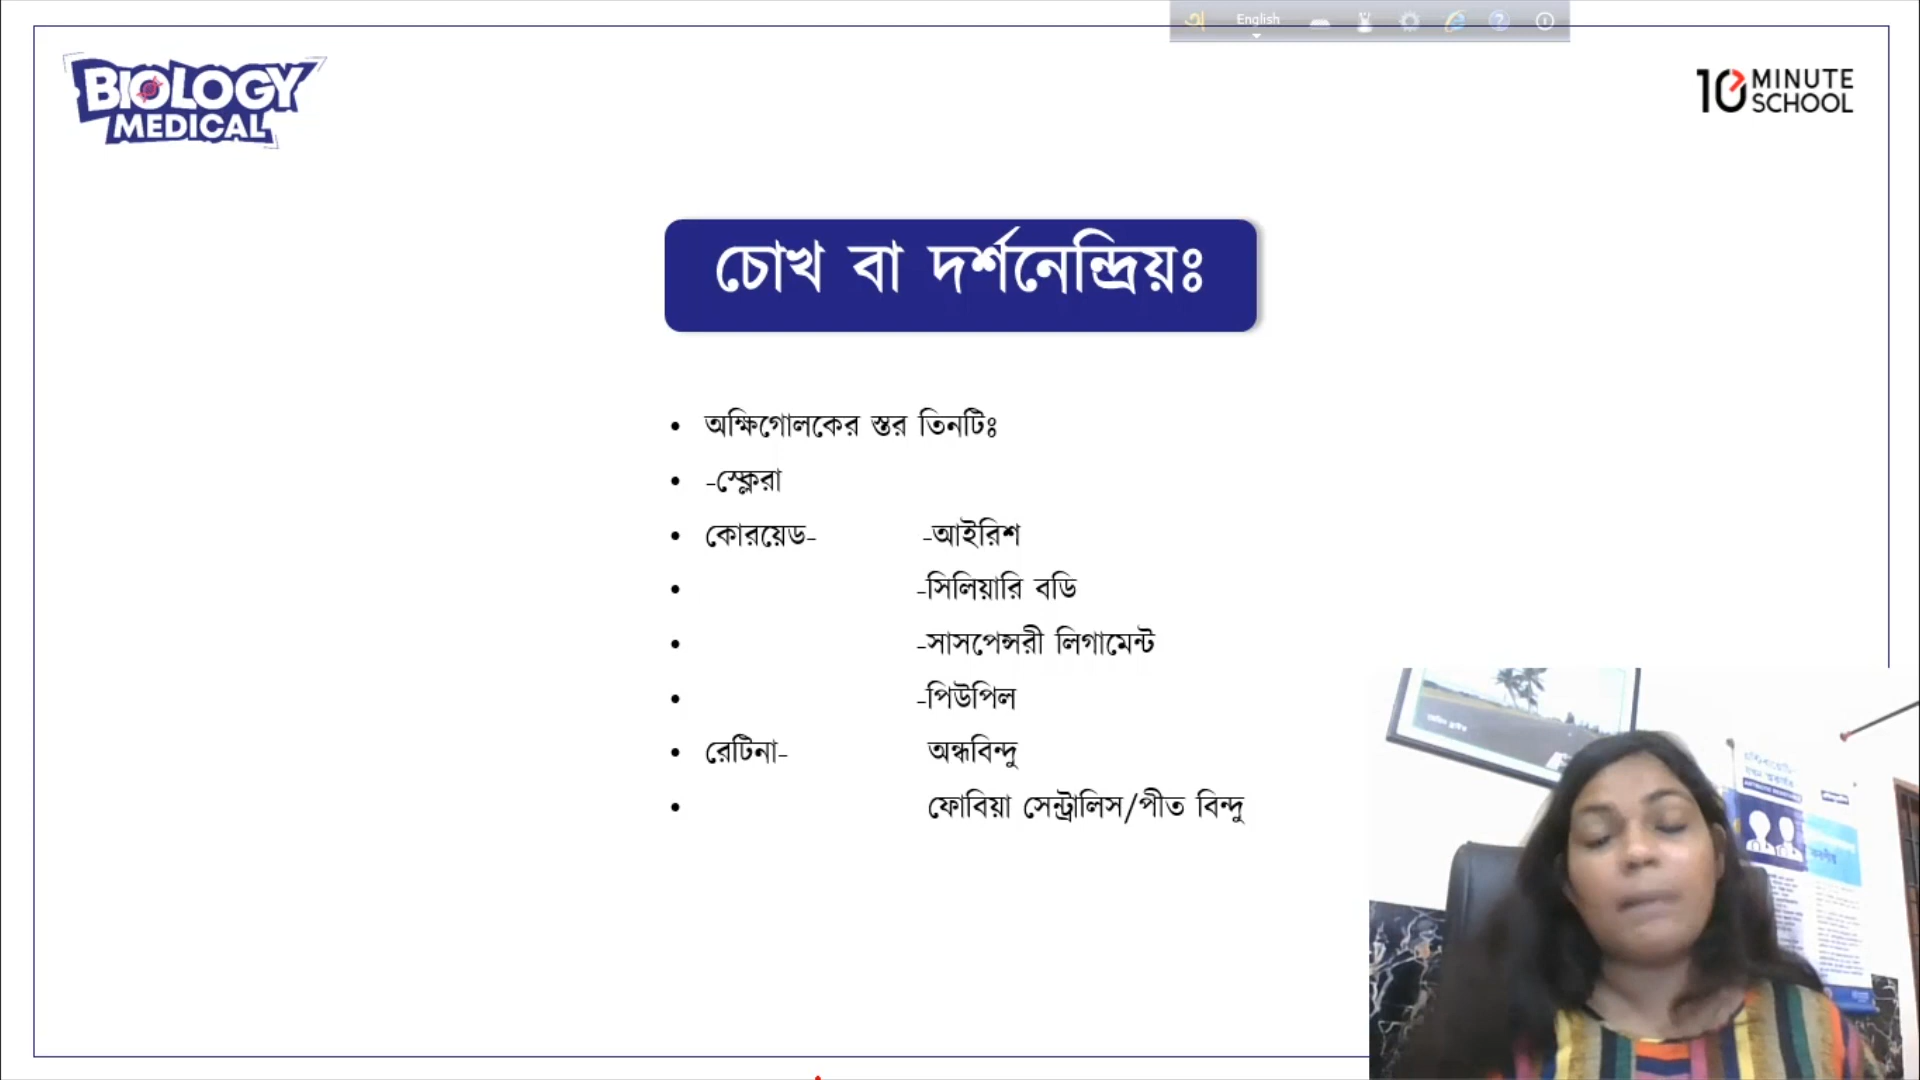 English
BIOLOGY
MEDICAL
10 MINUTE
SCHOOL
চোখ বা দর্শনেন্দ্রিয়ঃ
• অক্ষিগোলকের স্তর তিনটিঃ
• -স্ক্লেরা
• কোরয়েড- -আইরিশ
• -সিলিয়ারি বডি
• -সাসপেন্সরী লিগামেন্ট
• -পিউপিল
• রেটিনা- অন্ধবিন্দু
• ফোবিয়া সেন্ট্রালিস/পীত বিন্দু